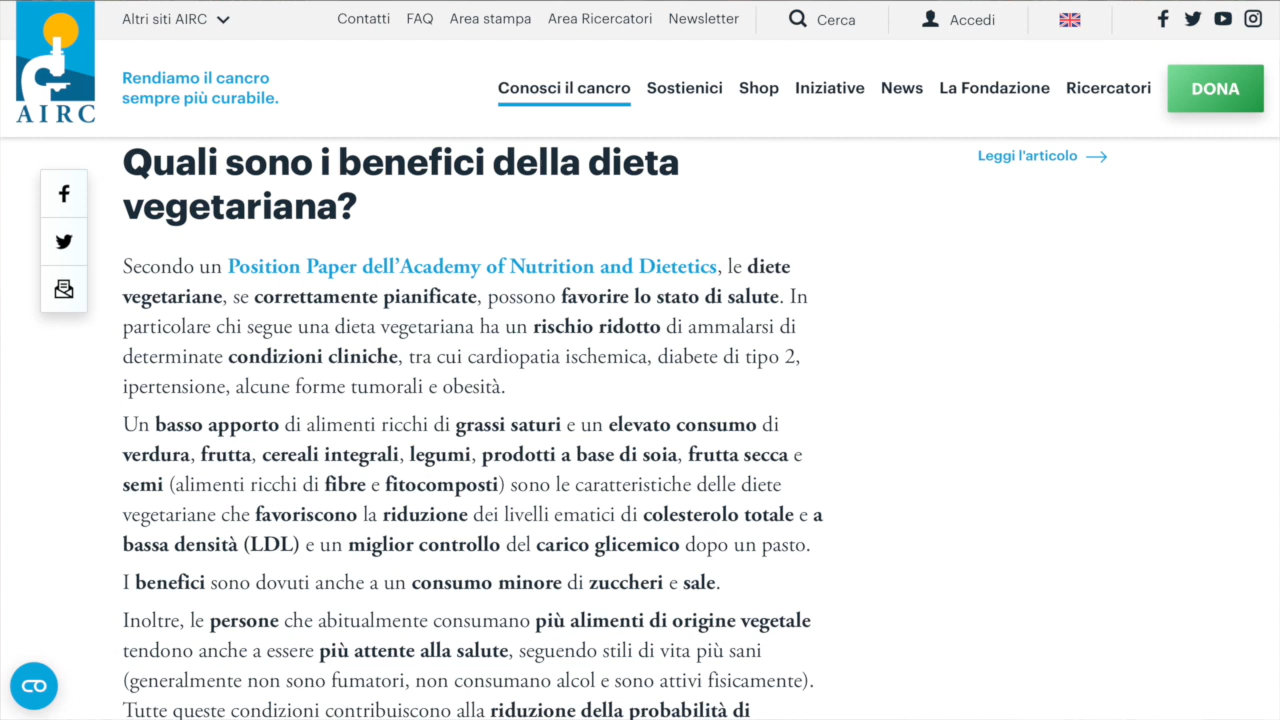 Altri siti AIRC
Contatti FAQ Area stampa Area Ricercatori Newsletter
Cerca
Accedi
AIRC
Rendiamo il cancro
sempre più curabile.
Conosci il cancro Sostienici Shop Iniziative News La Fondazione Ricercatori
DONA
Quali sono i benefici della dieta
vegetariana?
Leggi l'articolo
Secondo un Position Paper dell’Academy of Nutrition and Dietetics, le diete
vegetariane, se correttamente pianificate, possono favorire lo stato di salute. In
particolare chi segue una dieta vegetariana ha un rischio ridotto di ammalarsi di
determinate condizioni cliniche, tra cui cardiopatia ischemica, diabete di tipo 2,
ipertensione, alcune forme tumorali e obesità.
Un basso apporto di alimenti ricchi di grassi saturi e un elevato consumo di
verdura, frutta, cereali integrali, legumi, prodotti a base di soia, frutta secca e
semi (alimenti ricchi di fibre e fitocomposti) sono le caratteristiche delle diete
vegetariane che favoriscono la riduzione dei livelli ematici di colesterolo totale e a
bassa densità (LDL) e un miglior controllo del carico glicemico dopo un pasto.
I benefici sono dovuti anche a un consumo minore di zuccheri e sale.
Inoltre, le persone che abitualmente consumano più alimenti di origine vegetale
tendono anche a essere più attente alla salute, seguendo stili di vita più sani
(generalmente non sono fumatori, non consumano alcol e sono attivi fisicamente).
Tutte queste condizioni contribuiscono alla riduzione della probabilità di